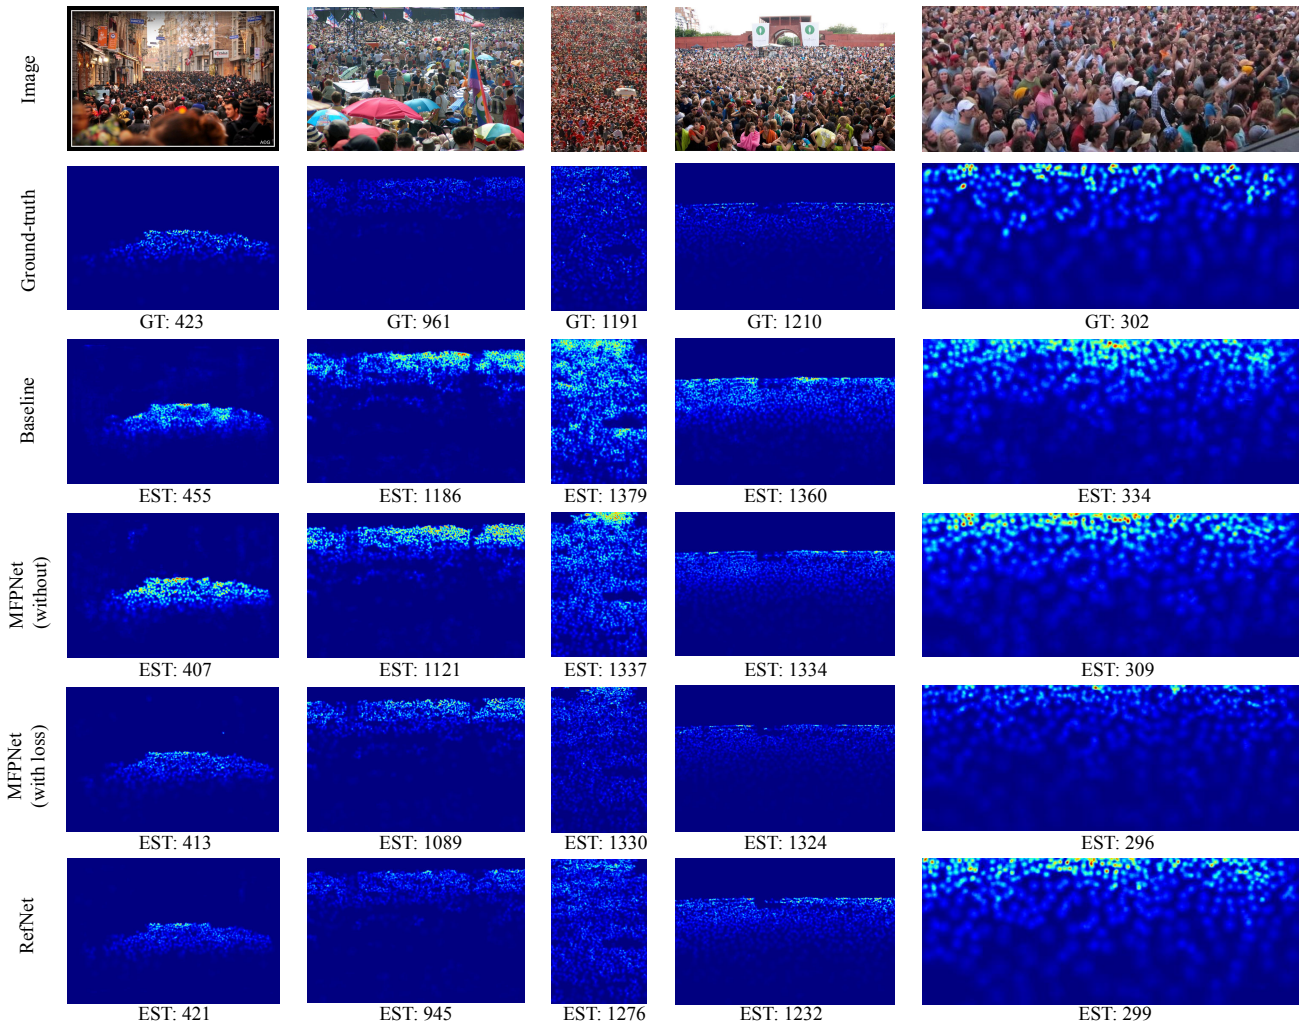 Image
AOG
Ground-truth
GT: 423
GT: 961
GT: 1191
GT: 1210
GT: 302
Baseline
EST: 455
EST: 1186
EST: 1379
EST: 1360
EST: 334
MFPNet
(without)
EST: 407
EST: 1121
EST: 1337
EST: 1334
EST: 309
MFPNet
(with loss)
EST: 413
EST: 1089
EST: 1330
EST: 1324
EST: 296
RefNet
EST: 421
EST: 945
EST: 1276
EST: 1232
EST: 299